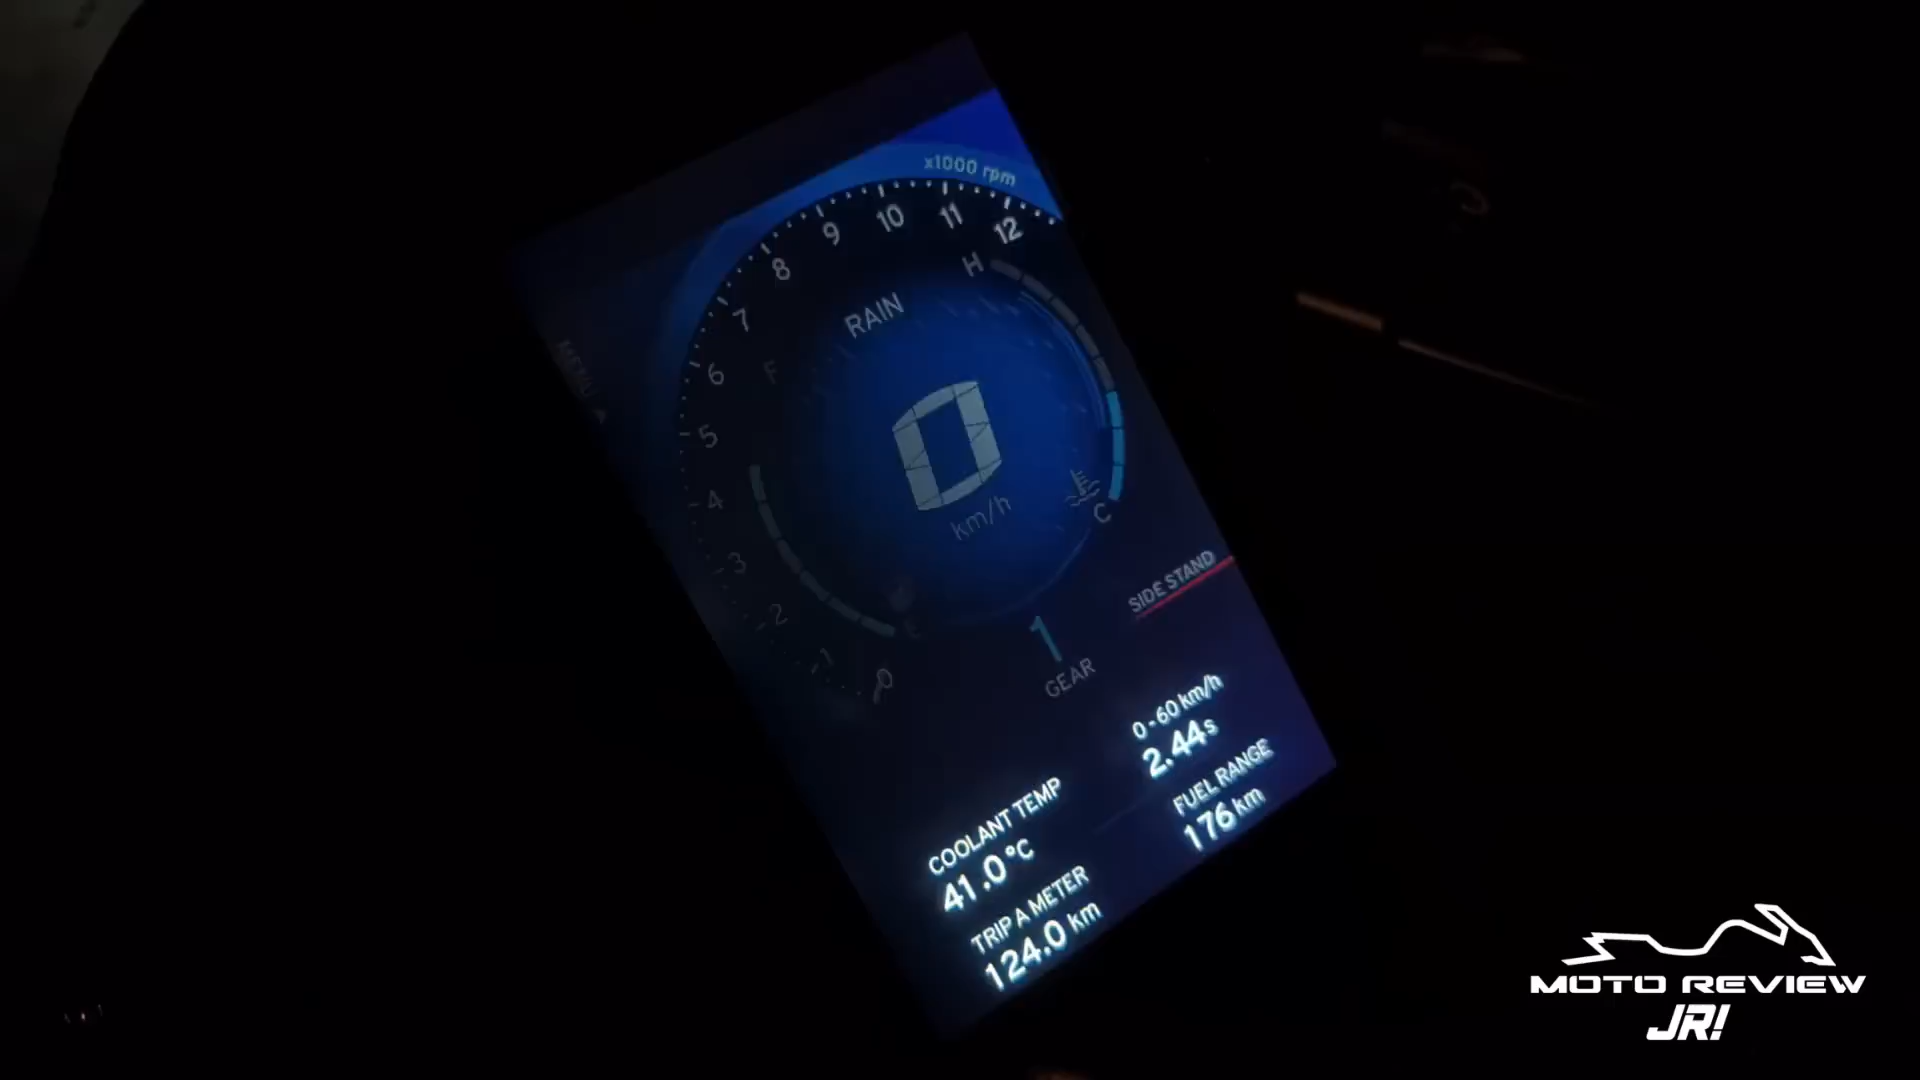 x1000 rpm
12
11
10
9
8
7
6
5
4
3
2
1
0
H
RAIN
F
MENU
0
km/h
C
SIDE STAND
1
GEAR
0-60 km/h
2.44s
FUEL RANGE
176 km
COOLANT TEMP
41.0 °C
TRIP A METER
124.0 km
MOTO REVIEW
JR!